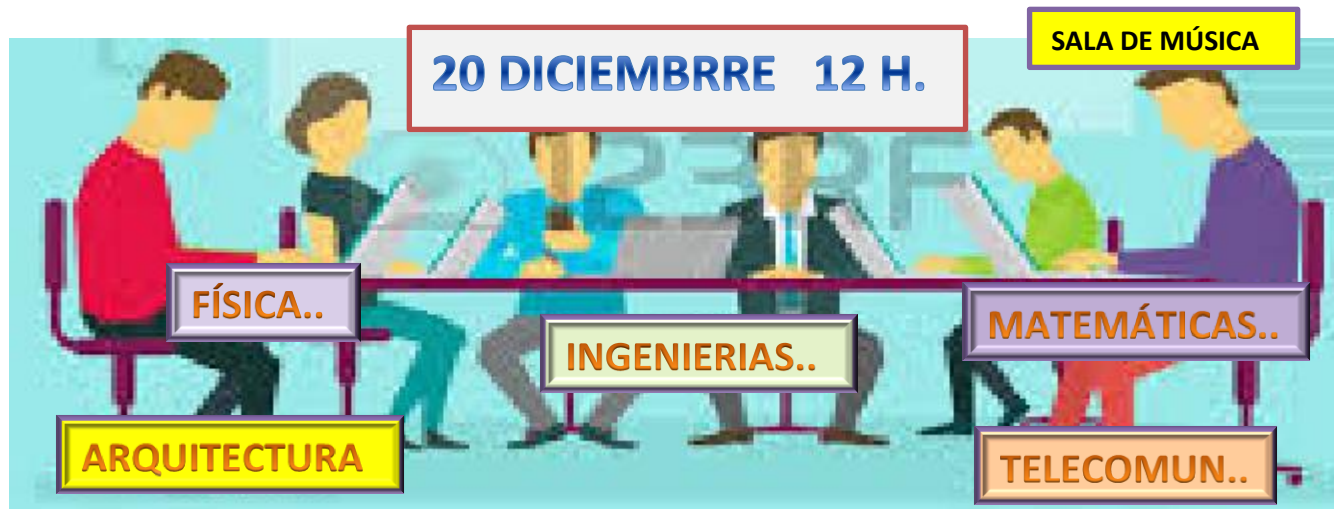 SALA DE MÚSICA
20 DICIEMBRRE 12 H.
FÍSICA..
INGENIERIAS..
MATEMÁTICAS..
ARQUITECTURA
TELECOMUN..